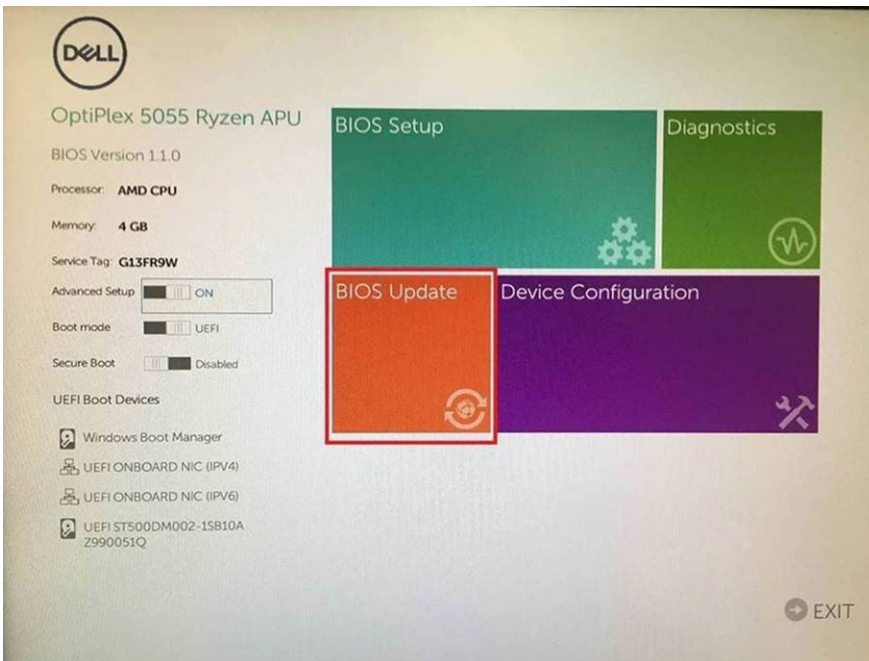 DELL
OptiPlex 5055 Ryzen APU
BIOS Version 1.1.0
Processor: AMD CPU
Memory: 4 GB
Service Tag: G13FR9W
Advanced Setup ON
Boot mode UEFI
Secure Boot Disabled
UEFI Boot Devices
Windows Boot Manager
UEFI ONBOARD NIC (IPV4)
UEFI ONBOARD NIC (IPV6)
UEFI ST500DM002-1SB10A
Z990051Q
BIOS Setup
Diagnostics
BIOS Update
Device Configuration
EXIT